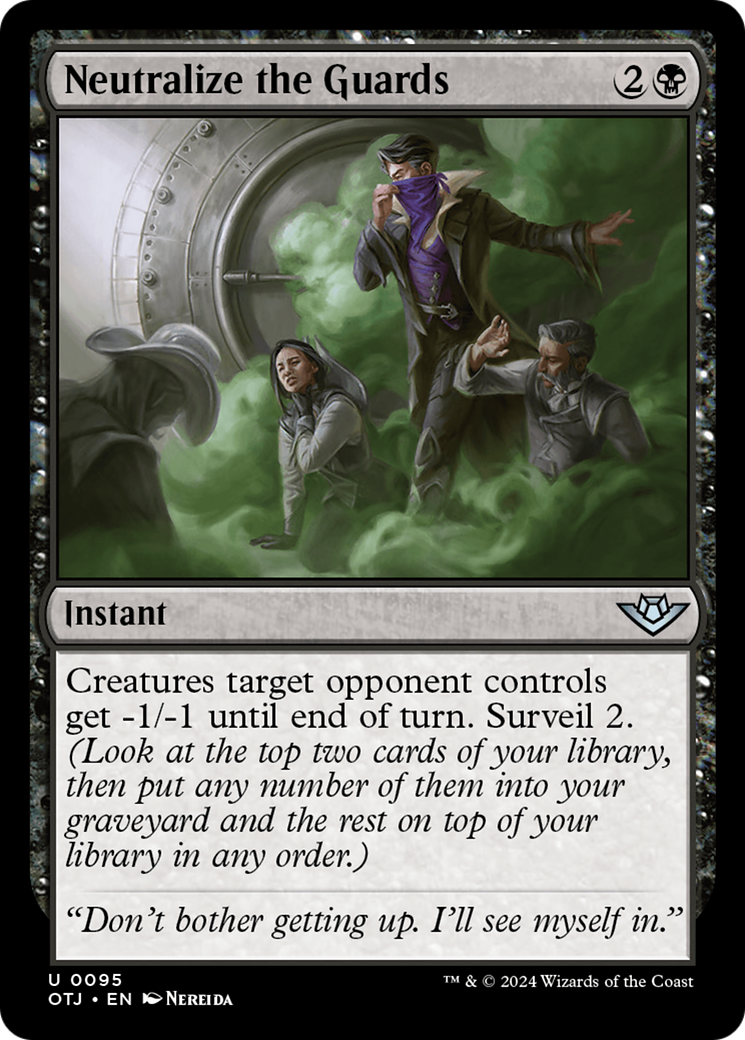 Neutralize the Guards 2
Instant
Creatures target opponent controls
get -1/-1 until end of turn. Surveil 2.
(Look at the top two cards of your library,
then put any number of them into your
graveyard and the rest on top of your
library in any order.)
“Don’t bother getting up. I’ll see myself in.”
U 0095
OTJ • EN NEREIDA
™ & © 2024 Wizards of the Coast